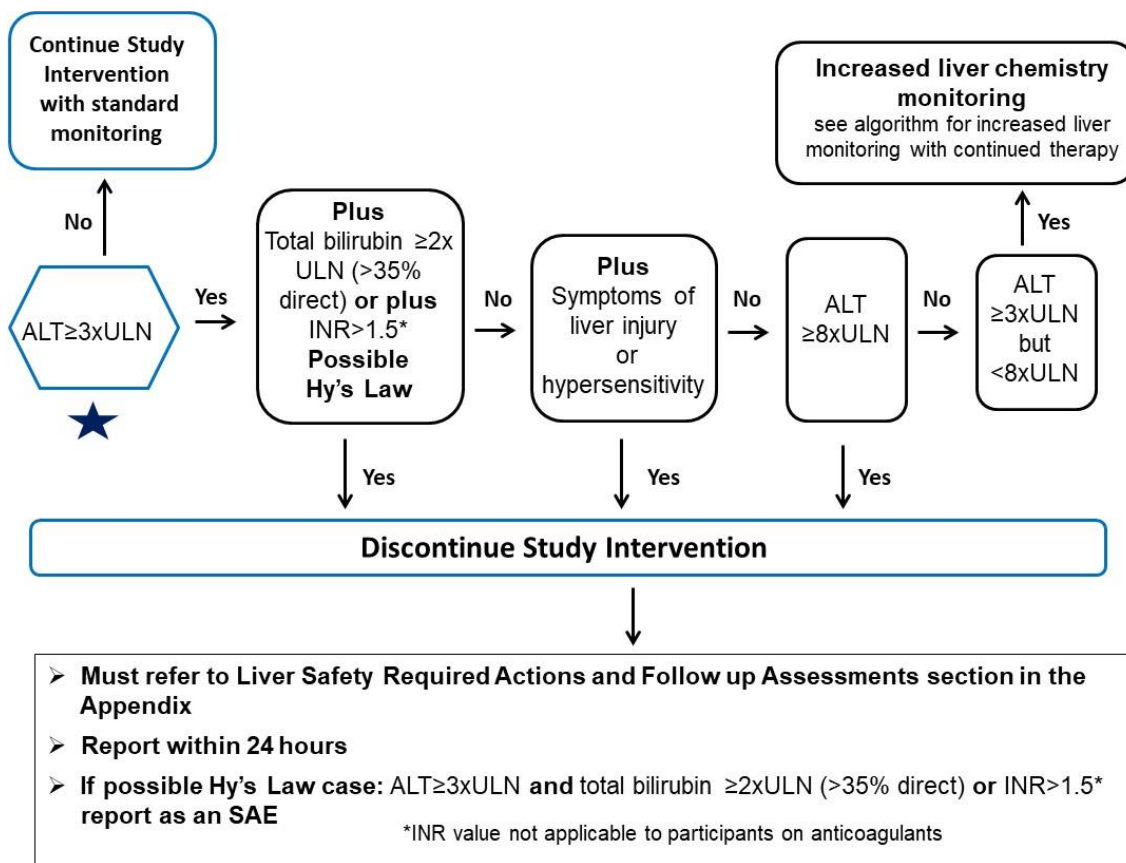 Continue Study
Intervention
with standard
monitoring
Increased liver chemistry
monitoring
see algorithm for increased liver
monitoring with continued therapy
No
Yes
ALT≥3xULN
Yes
Plus
Total bilirubin ≥2x
ULN (>35%
direct) or plus
INR>1.5*
Possible
Hy's Law
No
Plus
Symptoms of
liver injury
or
hypersensitivity
No
ALT
≥8xULN
No
ALT
≥3xULN
but
<8xULN
Yes
Yes
Yes
Discontinue Study Intervention
➢ Must refer to Liver Safety Required Actions and Follow up Assessments section in the
Appendix
➢ Report within 24 hours
➢ If possible Hy's Law case: ALT≥3xULN and total bilirubin ≥2xULN (>35% direct) or INR>1.5*
report as an SAE
*INR value not applicable to participants on anticoagulants